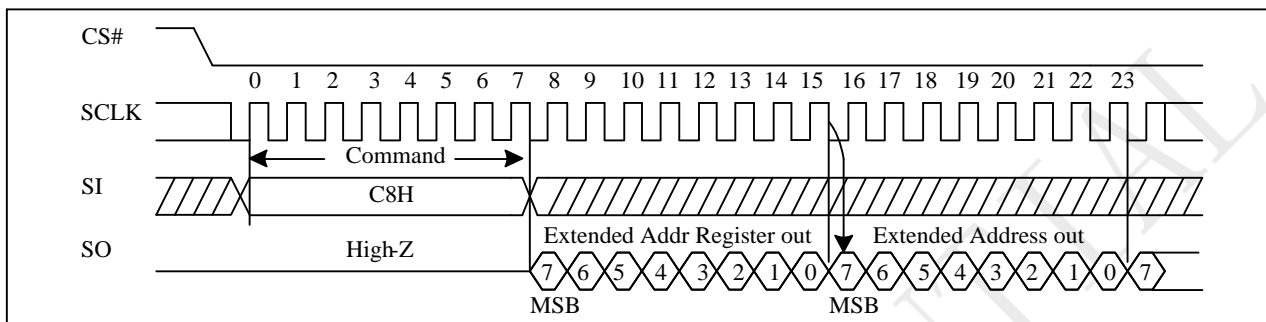 CS#
0 1 2 3 4 5 6 7 8 9 10 11 12 13 14 15 16 17 18 19 20 21 22 23
SCLK
Command
SI
C8H
Extended Addr Register out Extended Address out
SO
High-Z
7 6 5 4 3 2 1 0 7 6 5 4 3 2 1 0 7
MSB MSB